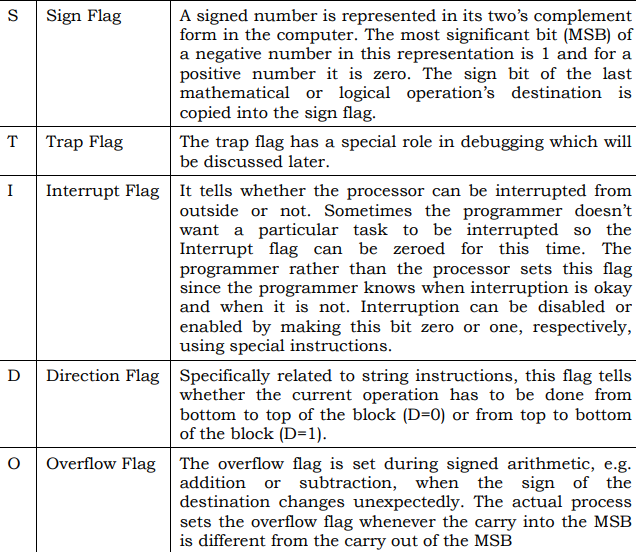 S Sign Flag A signed number is represented in its two's complement
form in the computer. The most significant bit (MSB) of
a negative number in this representation is 1 and for a
positive number it is zero. The sign bit of the last
mathematical or logical operation's destination is
copied into the sign flag.
T Trap Flag The trap flag has a special role in debugging which will
be discussed later.
I Interrupt Flag It tells whether the processor can be interrupted from
outside or not. Sometimes the programmer doesn't
want a particular task to be interrupted so the
Interrupt flag can be zeroed for this time. The
programmer rather than the processor sets this flag
since the programmer knows when interruption is okay
and when it is not. Interruption can be disabled or
enabled by making this bit zero or one, respectively,
using special instructions.
D Direction Flag Specifically related to string instructions, this flag tells
whether the current operation has to be done from
bottom to top of the block (D=0) or from top to bottom
of the block (D=1).
O Overflow Flag The overflow flag is set during signed arithmetic, e.g.
addition or subtraction, when the sign of the
destination changes unexpectedly. The actual process
sets the overflow flag whenever the carry into the MSB
is different from the carry out of the MSB